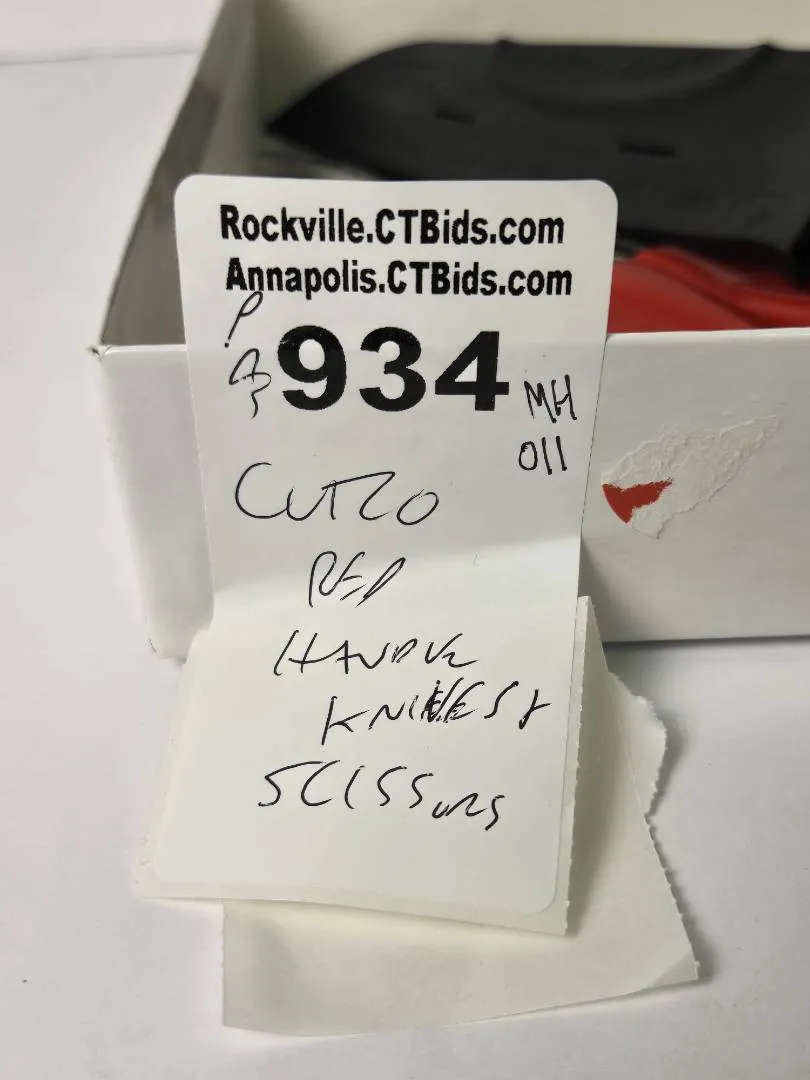 Rockville.CTBids.com
Annapolis.CTBids.com
934
MH
011
CUTCO
RED
HANDLE
KNIVES &
SCISSORS